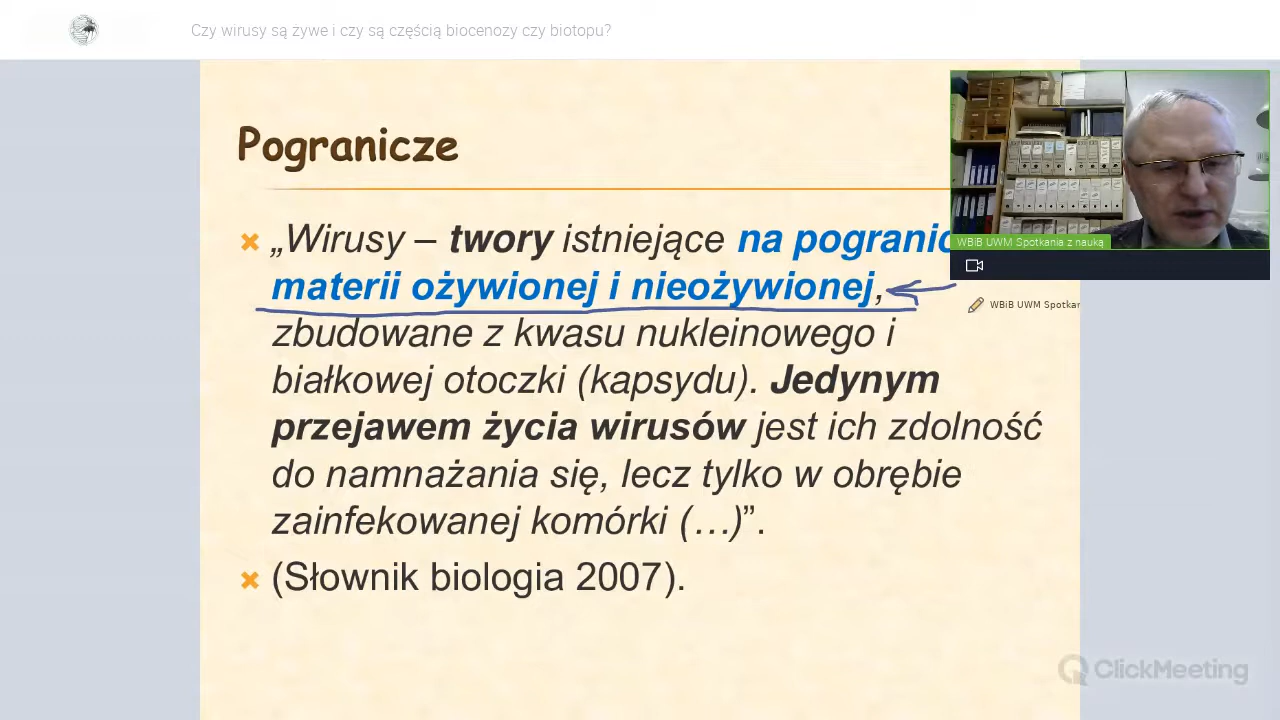 Czy wirusy są żywe i czy są częścią biocenozy czy biotopu?
Pogranicze
„Wirusy – twory istniejące na
materii ożywionej i nieożywionej,
zbudowane z kwasu nukleinowego i
białkowej otoczki (kapsydu). Jedynym
przejawem życia wirusów jest ich zdolność
do namnażania się, lecz tylko w obrębie
zainfekowanej komórki (…)”.
(Słownik biologia 2007).
WBiB UWM Spotkania z nauką
WBiB UWM
ClickMeeting